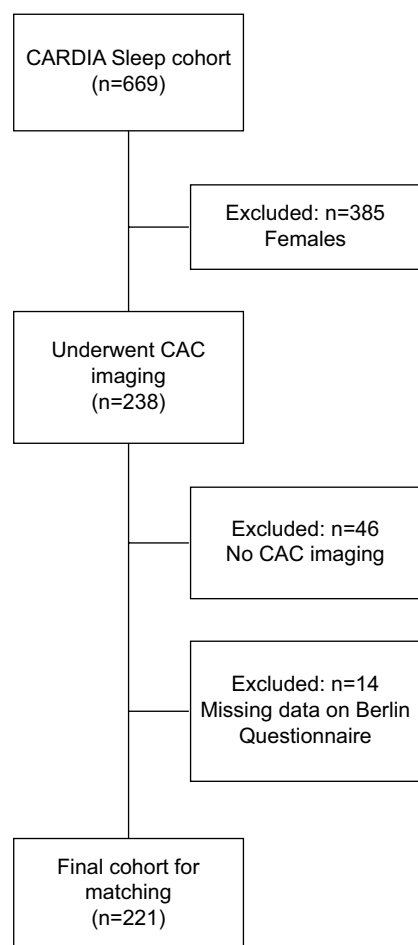 CARDIA Sleep cohort
(n=669)
Excluded: n=385
Females
Underwent CAC
imaging
(n=238)
Excluded: n=46
No CAC imaging
Excluded: n=14
Missing data on Berlin
Questionnaire
Final cohort for
matching
(n=221)